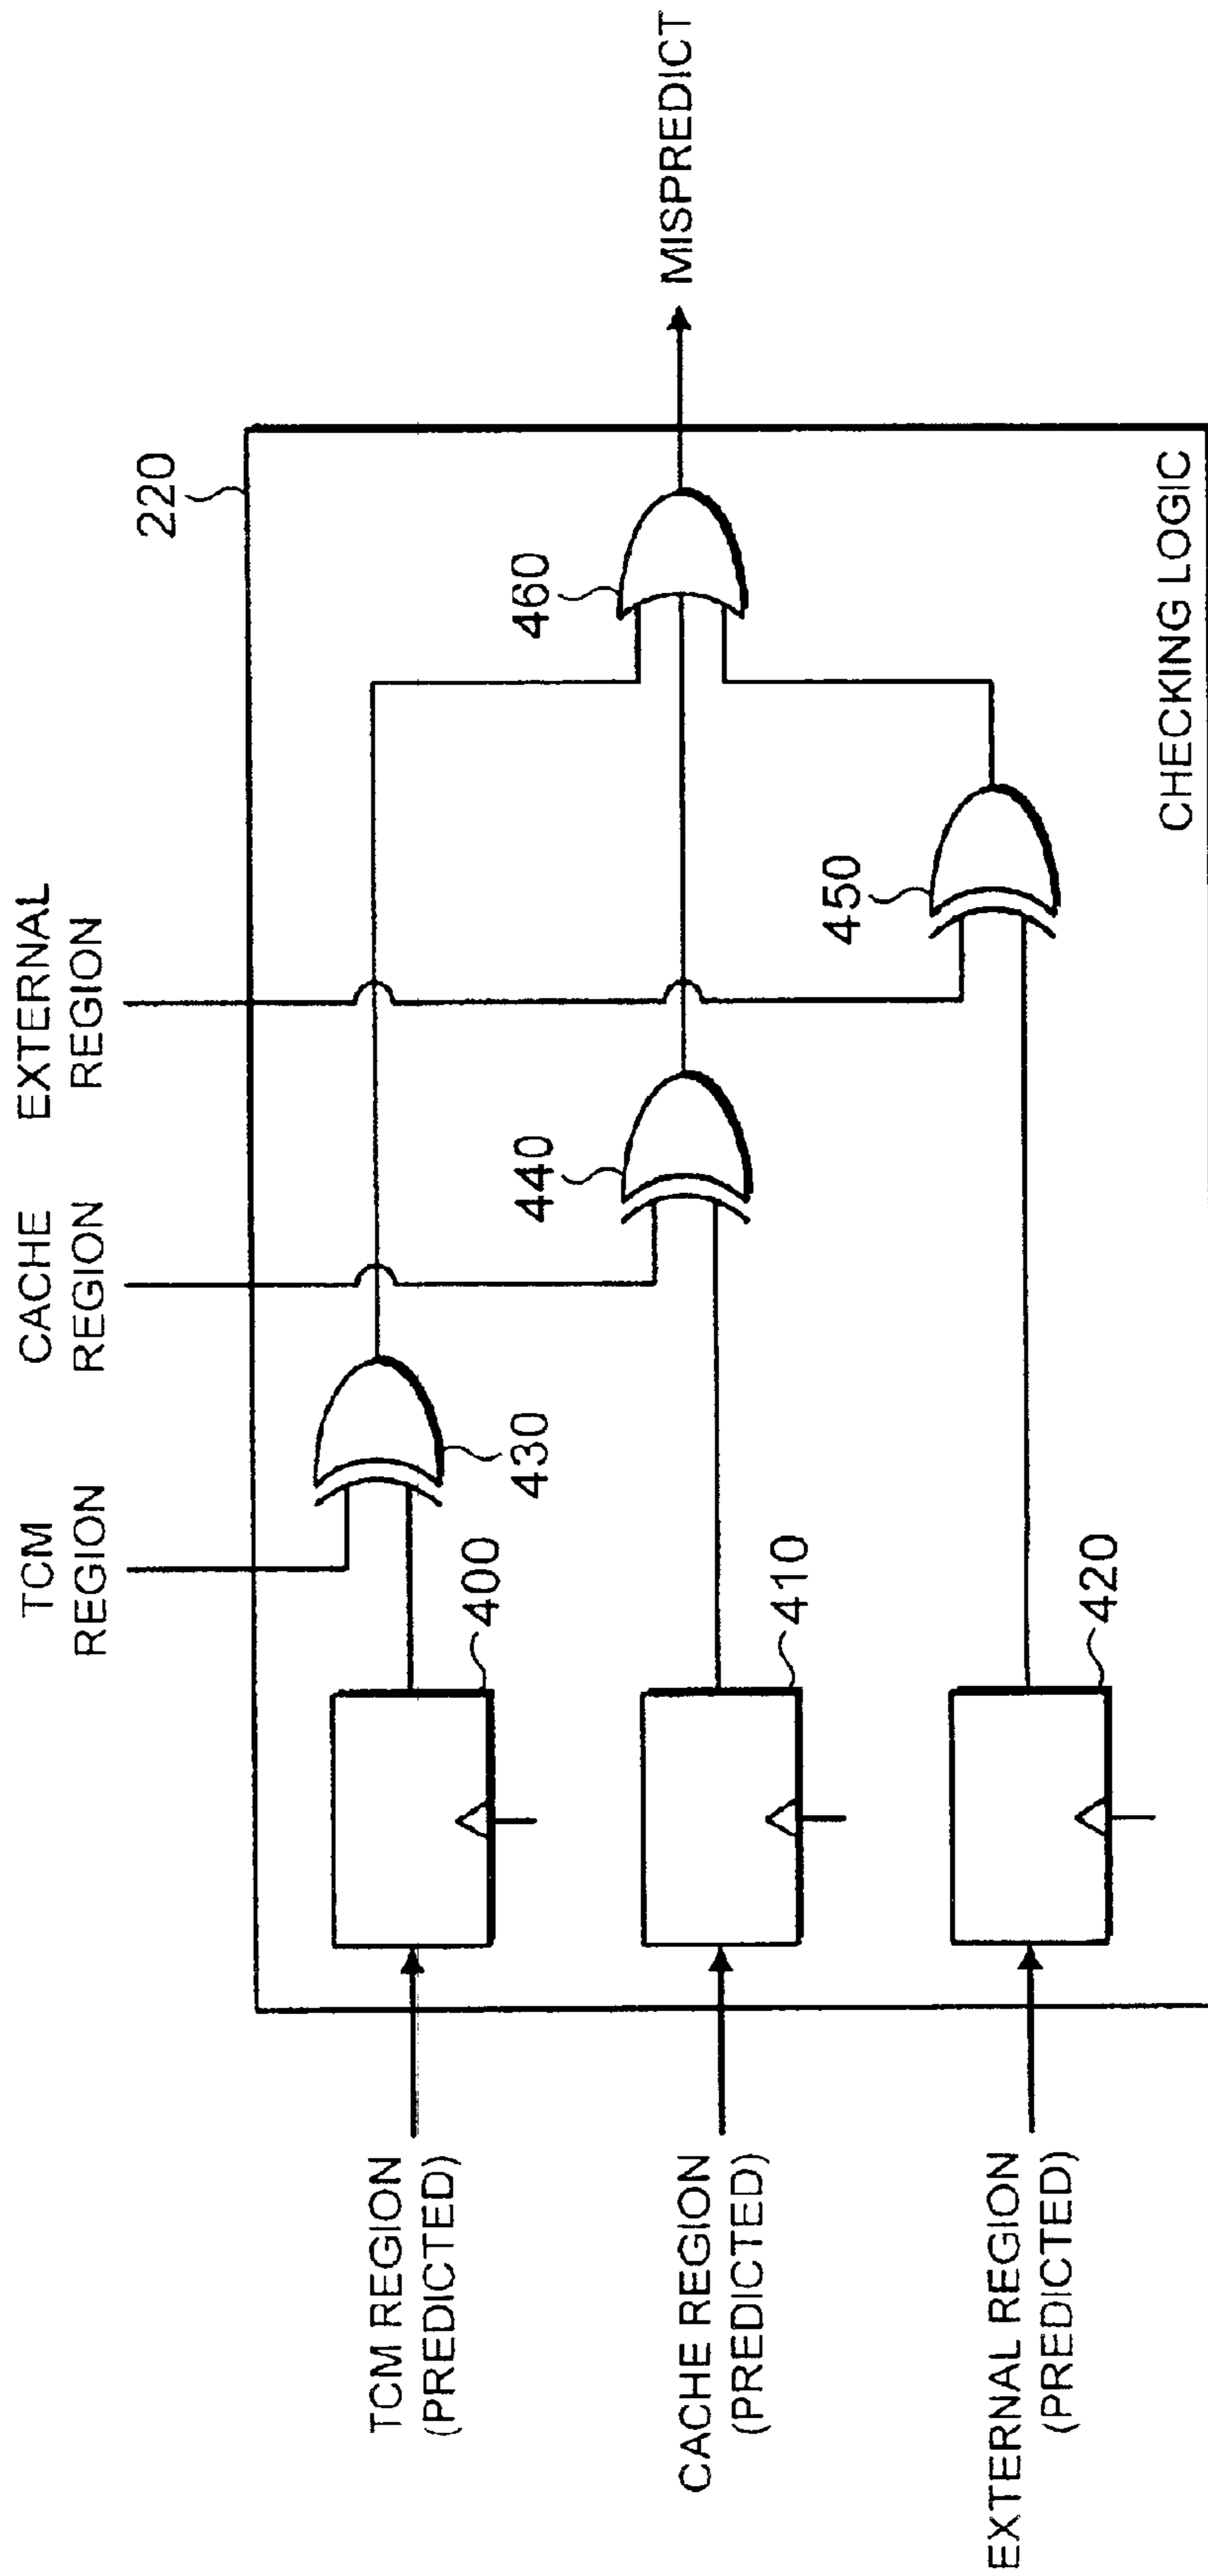 TCM
REGION
CACHE
REGION
EXTERNAL
REGION
220
TCM REGION
(PREDICTED)
400
430
460
MISPREDICT
CACHE REGION
(PREDICTED)
410
440
EXTERNAL REGION
(PREDICTED)
420
450
CHECKING LOGIC